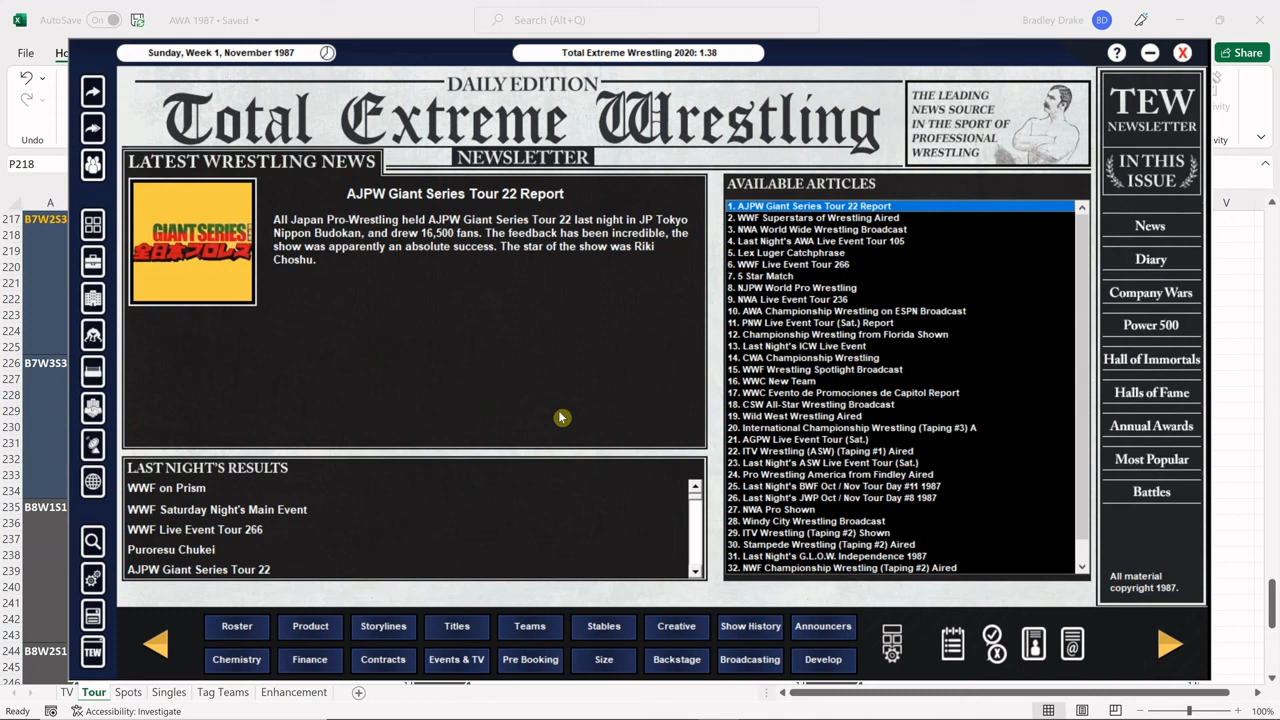 AutoSave On AWA 1987 • Saved Search (Alt+Q) Bradley Drake BD
File Ho Share
Sunday, Week 1, November 1987
Total Extreme Wrestling 2020: 1.38
? X
Undo
P218
DAILY EDITION
Total Extreme Wrestling
NEWSLETTER
THE LEADING
NEWS SOURCE
IN THE SPORT OF
PROFESSIONAL
WRESTLING
LATEST WRESTLING NEWS
AJPW Giant Series Tour 22 Report
GIANT SERIES
全日本プロレス
All Japan Pro-Wrestling held AJPW Giant Series Tour 22 last night in JP Tokyo
Nippon Budokan, and drew 16,500 fans. The feedback has been incredible, the
show was apparently an absolute success. The star of the show was Riki
Choshu.
LAST NIGHT'S RESULTS
WWF on Prism
WWF Saturday Night's Main Event
WWF Live Event Tour 266
Puroresu Chukei
AJPW Giant Series Tour 22
AVAILABLE ARTICLES
1. AJPW Giant Series Tour 22 Report
2. WWF Superstars of Wrestling Aired
3. NWA World Wide Wrestling Broadcast
4. Last Night's AWA Live Event Tour 105
5. Lex Luger Catchphrase
6. WWF Live Event Tour 266
7. 5 Star Match
8. NJPW World Pro Wrestling
9. NWA Live Event Tour 236
10. AWA Championship Wrestling on ESPN Broadcast
11. PNW Live Event Tour (Sat.) Report
12. Championship Wrestling from Florida Shown
13. Last Night's ICW Live Event
14. CWA Championship Wrestling
15. WWF Wrestling Spotlight Broadcast
16. WWC New Team
17. WWC Evento de Promociones de Capitol Report
18. CSW All-Star Wrestling Broadcast
19. Wild West Wrestling Aired
20. International Championship Wrestling (Taping #3) A
21. AGPW Live Event Tour (Sat.)
22. ITV Wrestling (ASW) (Taping #1) Aired
23. Last Night's ASW Live Event Tour (Sat.)
24. Pro Wrestling America from Findley Aired
25. Last Night's BWF Oct / Nov Tour Day #11 1987
26. Last Night's JWP Oct / Nov Tour Day #8 1987
27. NWA Pro Shown
28. Windy City Wrestling Broadcast
29. ITV Wrestling (Taping #2) Shown
30. Stampede Wrestling (Taping #2) Aired
31. Last Night's G.L.O.W. Independence 1987
32. NWF Championship Wrestling (Taping #2) Aired
TEW
NEWSLETTER
IN THIS
ISSUE
News
Diary
Company Wars
Power 500
Hall of Immortals
Halls of Fame
Annual Awards
Most Popular
Battles
All material
copyright 1987.
Roster Product Storylines Titles Teams Stables Creative Show History Announcers
Chemistry Finance Contracts Events & TV Pre Booking Size Backstage Broadcasting Develop
TEW
A
V
ivity
ity
217 B7W2S3
218
219
220
221
222
223
224
225
226 B7W3S3
227
228
229
230
231
232
233
234
235 B8W1S1
236
237
238
239
240
241
242
243
244 B8W2S1
245
TV Tour Spots Singles Tag Teams Enhancement
Ready Accessibility: Investigate 100%